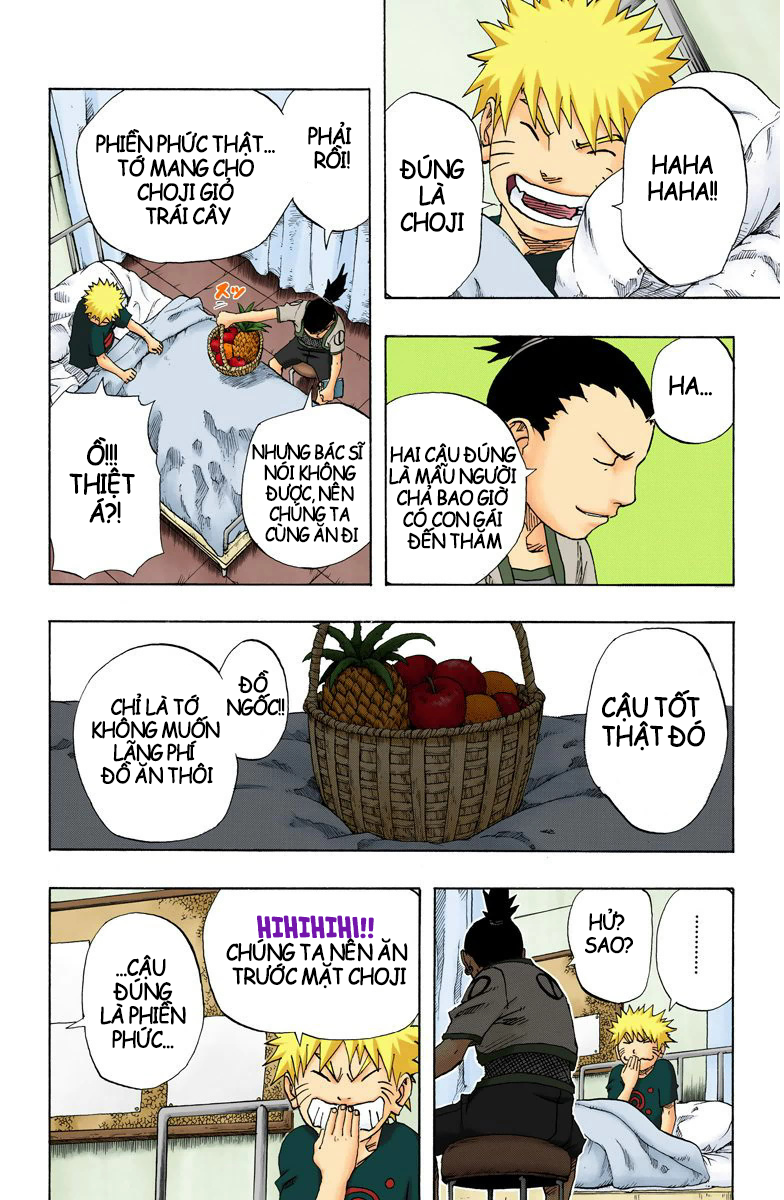 HAHA
HAHA!!
ĐÚNG
LÀ
CHOJI
PHẢI
RỒI!
PHIỀN PHỨC THẬT...
TỚ MANG CHO
CHOJI GIỎ
TRÁI CÂY
スッ
NHƯNG BÁC SĨ
NÓI KHÔNG
ĐƯỢC, NÊN
CHÚNG TA
CÙNG ĂN ĐI
Ồ!!!
THIỆT
Á?!
HA...
HAI CẬU ĐÚNG
LÀ MẪU NGƯỜI
CHẢ BAO GIỜ
CÓ CON GÁI
ĐẾN THĂM
CẬU TỐT
THẬT ĐÓ
ĐỒ
NGỐC!!
CHỈ LÀ TỚ
KHÔNG MUỐN
LÃNG PHÍ
ĐỒ ĂN THÔI
..........
HỬ?
SAO?
HIHIHIHI!!
CHÚNG TA NÊN ĂN
TRƯỚC MẶT CHOJI
...CẬU
ĐÚNG
LÀ PHIỀN
PHỨC...